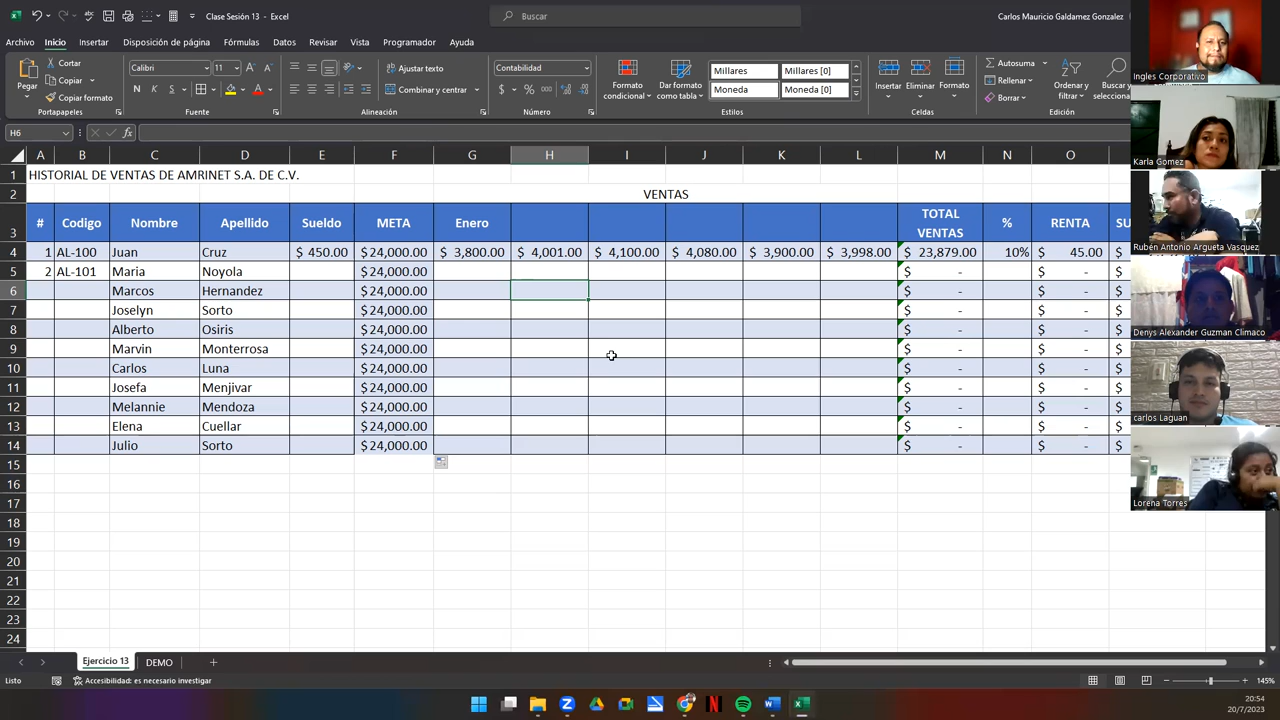 Clase Sesión 13 - Excel
Buscar
Carlos Mauricio Galdamez Gonzalez
Archivo Inicio Insertar Disposición de página Fórmulas Datos Revisar Vista Programador Ayuda
Pegar
Cortar
Copiar
Copiar formato
Portapapeles
Calibri 11
N K S
Fuente
Ajustar texto
Combinar y centrar
Alineación
Contabilidad
$ % 000
Número
Formato condicional
Dar formato como tabla
Millares Millares [0]
Moneda Moneda [0]
Estilos
Insertar Eliminar Formato
Celdas
Autosuma
Rellenar
Borrar
Ordenar y filtrar
Buscar y
Edición
H6
fx
A B C D E F G H I J K L M N O
1 HISTORIAL DE VENTAS DE AMRINET S.A. DE C.V.
2 VENTAS
3 # Codigo Nombre Apellido Sueldo META Enero TOTAL VENTAS % RENTA SU
4 1 AL-100 Juan Cruz $ 450.00 $24,000.00 $ 3,800.00 $ 4,001.00 $ 4,100.00 $ 4,080.00 $ 3,900.00 $ 3,998.00 $ 23,879.00 10% $ 45.00 $
5 2 AL-101 Maria Noyola $24,000.00 $ - $ - $
6 Marcos Hernandez $24,000.00 $ - $ - $
7 Joselyn Sorto $24,000.00 $ - $ - $
8 Alberto Osiris $24,000.00 $ - $ - $
9 Marvin Monterrosa $24,000.00 $ - $ - $
10 Carlos Luna $24,000.00 $ - $ - $
11 Josefa Menjivar $24,000.00 $ - $ - $
12 Melannie Mendoza $24,000.00 $ - $ - $
13 Elena Cuellar $24,000.00 $ - $ - $
14 Julio Sorto $24,000.00 $ - $ - $
15
16
17
18
19
20
21
22
23
24
Ingles Corporativo
Karla Gomez
Rubén Antonio Argueta Vasquez
Denys Alexander Guzman Climaco
carlos Laguan
Lorena Torres
Ejercicio 13 DEMO
Listo
Accesibilidad: es necesario investigar
145%
20:54
20/7/2023